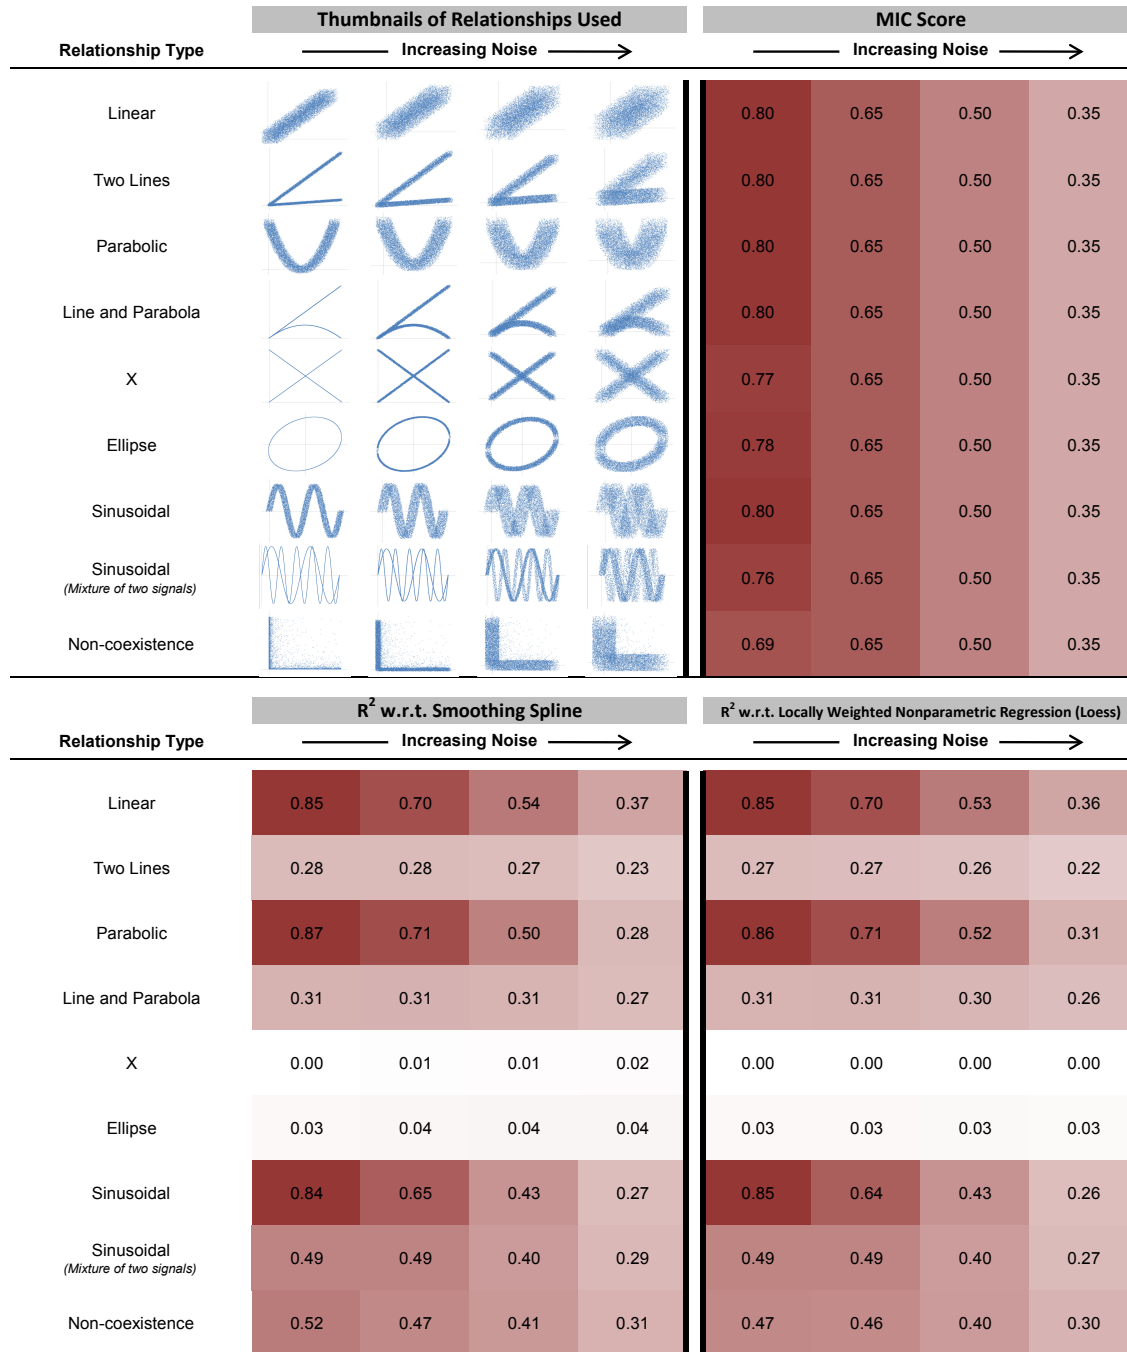 Thumbnails of Relationships Used MIC Score
Relationship Type Increasing Noise Increasing Noise
Linear 0.80 0.65 0.50 0.35
Two Lines 0.80 0.65 0.50 0.35
Parabolic 0.80 0.65 0.50 0.35
Line and Parabola 0.80 0.65 0.50 0.35
X 0.77 0.65 0.50 0.35
Ellipse 0.78 0.65 0.50 0.35
Sinusoidal 0.80 0.65 0.50 0.35
Sinusoidal
(Mixture of two signals) 0.76 0.65 0.50 0.35
Non-coexistence 0.69 0.65 0.50 0.35
R² w.r.t. Smoothing Spline R² w.r.t. Locally Weighted Nonparametric Regression (Loess)
Relationship Type Increasing Noise Increasing Noise
Linear 0.85 0.70 0.54 0.37 0.85 0.70 0.53 0.36
Two Lines 0.28 0.28 0.27 0.23 0.27 0.27 0.26 0.22
Parabolic 0.87 0.71 0.50 0.28 0.86 0.71 0.52 0.31
Line and Parabola 0.31 0.31 0.31 0.27 0.31 0.31 0.30 0.26
X 0.00 0.01 0.01 0.02 0.00 0.00 0.00 0.00
Ellipse 0.03 0.04 0.04 0.04 0.03 0.03 0.03 0.03
Sinusoidal 0.84 0.65 0.43 0.27 0.85 0.64 0.43 0.26
Sinusoidal
(Mixture of two signals) 0.49 0.49 0.40 0.29 0.49 0.49 0.40 0.27
Non-coexistence 0.52 0.47 0.41 0.31 0.47 0.46 0.40 0.30